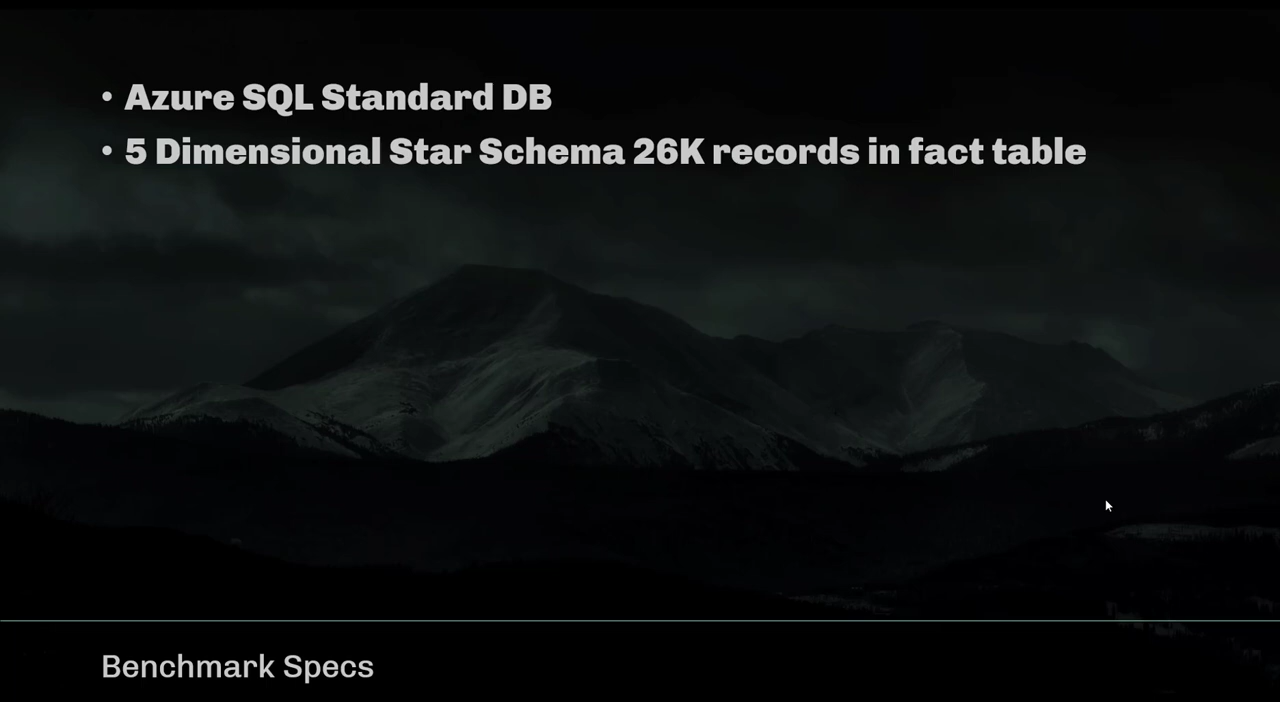 • Azure SQL Standard DB
• 5 Dimensional Star Schema 26K records in fact table
Benchmark Specs